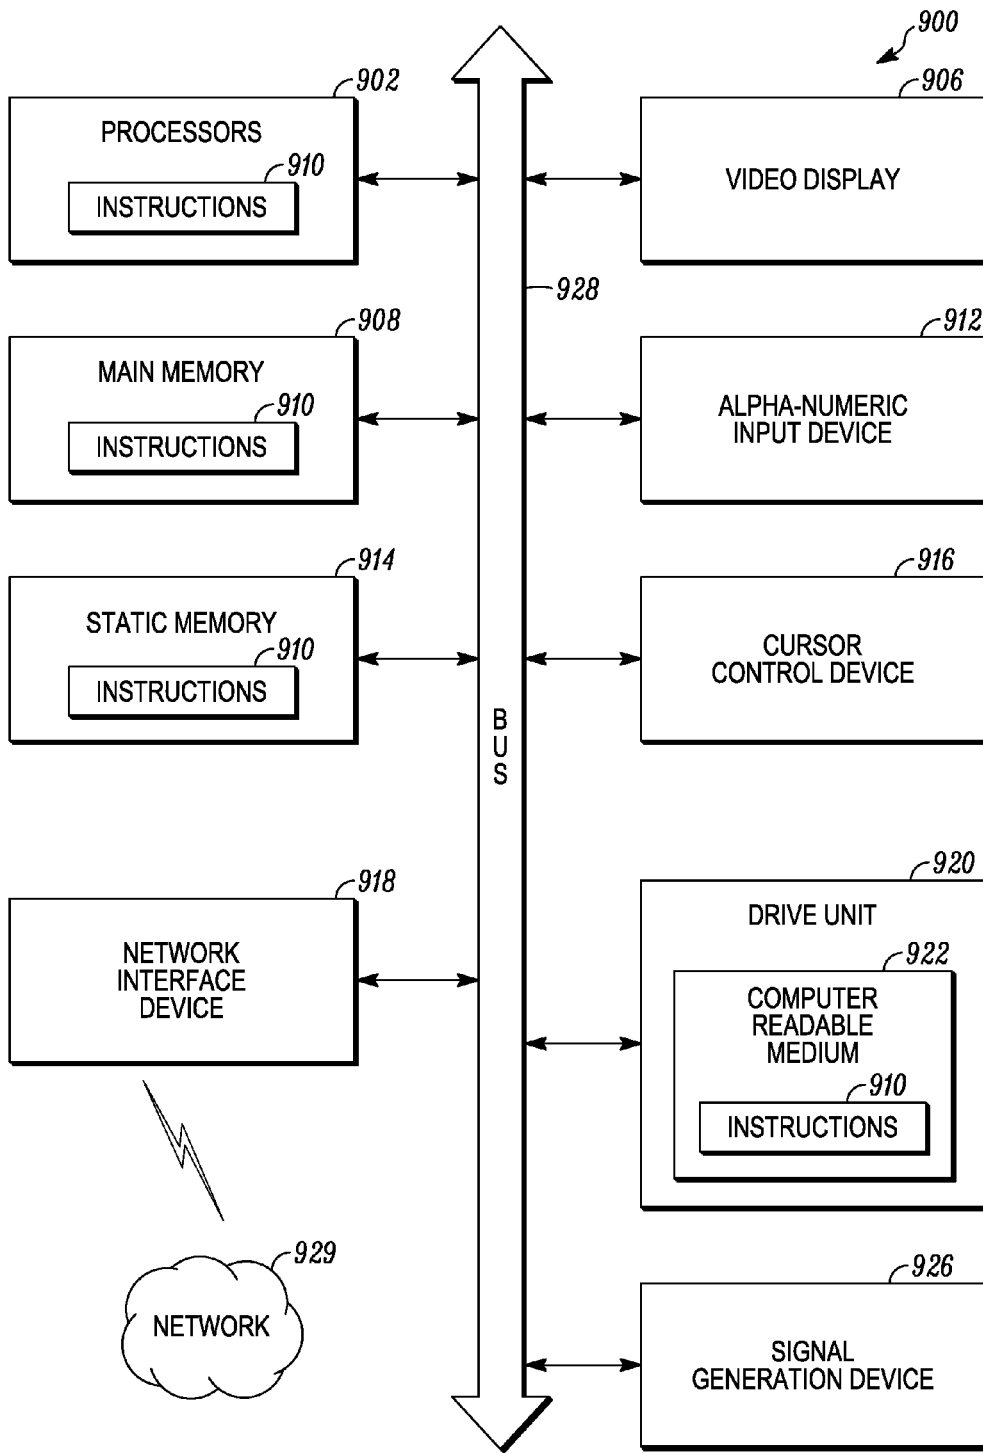 900
902
PROCESSORS
910
INSTRUCTIONS
906
VIDEO DISPLAY
928
908
MAIN MEMORY
910
INSTRUCTIONS
912
ALPHA-NUMERIC
INPUT DEVICE
914
STATIC MEMORY
910
INSTRUCTIONS
916
CURSOR
CONTROL DEVICE
BUS
918
NETWORK
INTERFACE
DEVICE
920
DRIVE UNIT
922
COMPUTER
READABLE
MEDIUM
910
INSTRUCTIONS
929
NETWORK
926
SIGNAL
GENERATION DEVICE